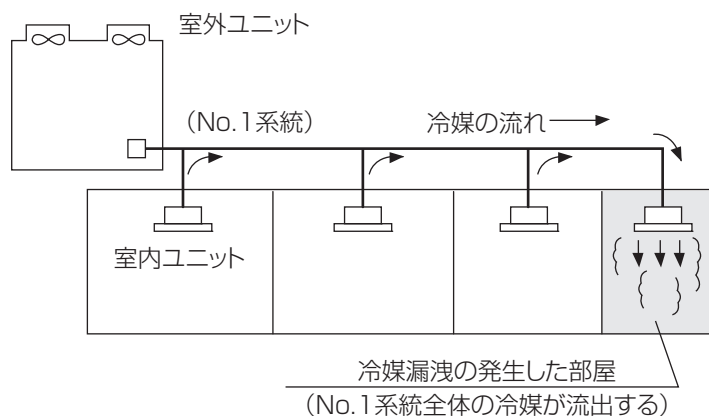 室外ユニット
（No.1系統）
冷媒の流れ
室内ユニット
冷媒漏洩の発生した部屋
（No.1系統全体の冷媒が流出する）